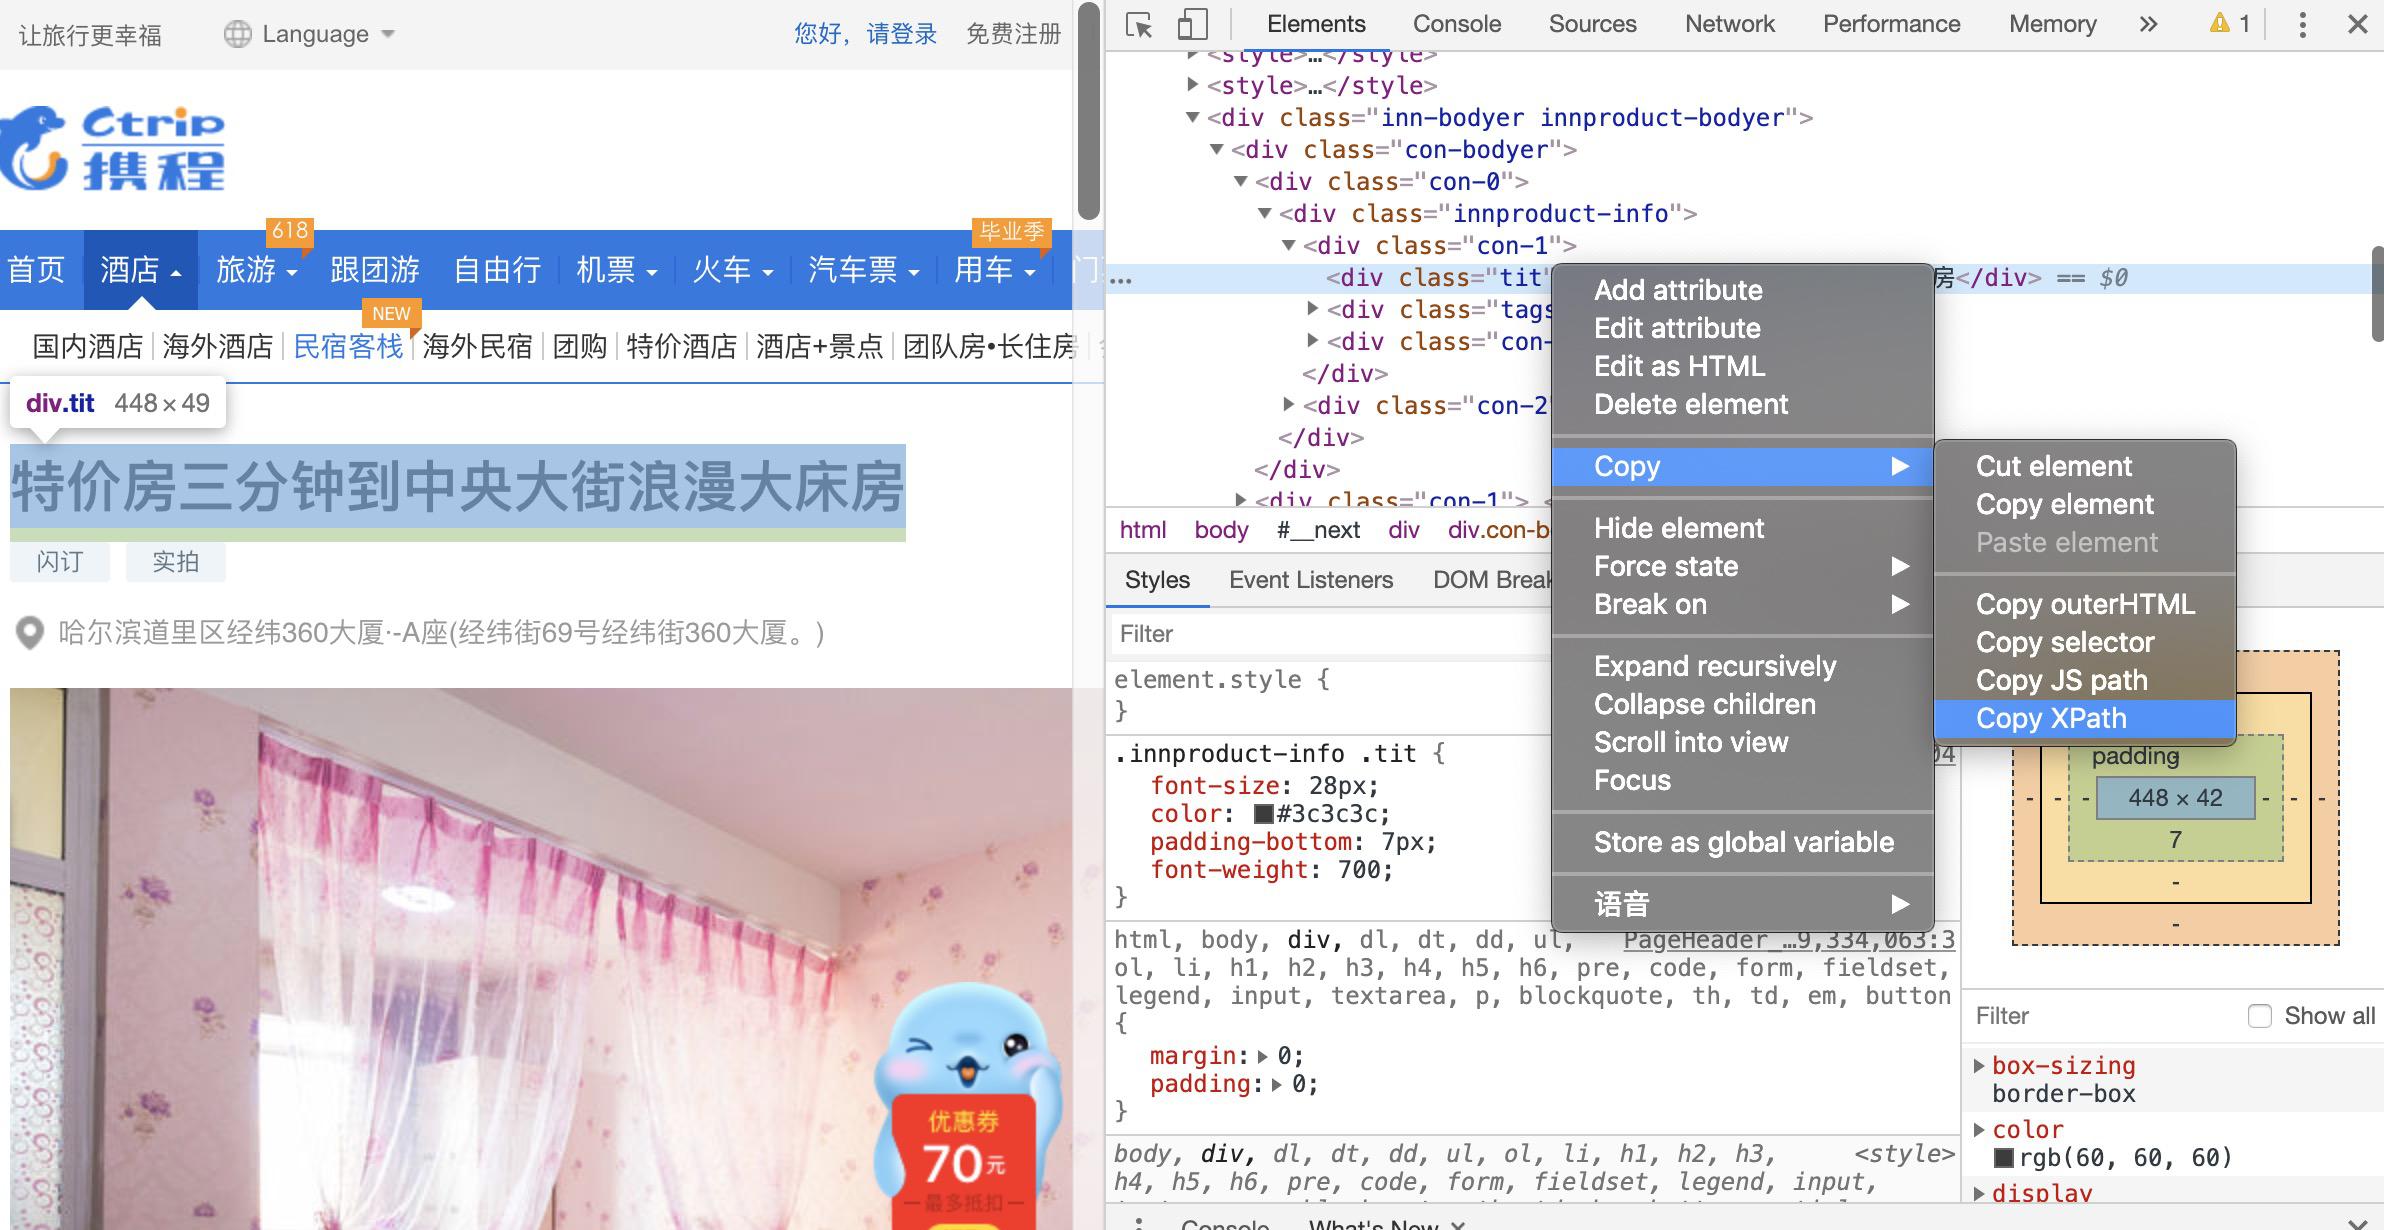 让旅行更幸福
Language
您好，请登录
免费注册
Ctrip
携程
618
毕业季
首页
酒店
旅游
跟团游
自由行
机票
火车
汽车票
用车
NEW
国内酒店
海外酒店
民宿客栈
海外民宿
团购
特价酒店
酒店+景点
团队房•长住房
div.tit 448 × 49
特价房三分钟到中央大街浪漫大床房
闪订 实拍
哈尔滨道里区经纬360大厦·-A座(经纬街69号经纬街360大厦。)
优惠券
70元
最多抵扣
Elements Console Sources Network Performance Memory » 1
<style>…</style>
<style>…</style>
<div class="inn-bodyer innproduct-bodyer">
<div class="con-bodyer">
<div class="con-0">
<div class="innproduct-info">
<div class="con-1">
… <div class="tit" 房</div> == $0
<div class="tags
<div class="con-
</div>
<div class="con-2
</div>
</div>
<div class="con-1"> <
html body #__next div div.con-b
Styles Event Listeners DOM Break
Filter
element.style {
}
.innproduct-info .tit {
04
font-size: 28px;
color: #3c3c3c;
padding-bottom: 7px;
font-weight: 700;
}
html, body, div, dl, dt, dd, ul, PageHeader_…9,334,063:3
ol, li, h1, h2, h3, h4, h5, h6, pre, code, form, fieldset,
legend, input, textarea, p, blockquote, th, td, em, button
{
margin: 0;
padding: 0;
}
body, div, dl, dt, dd, ul, ol, li, h1, h2, h3, <style>
h4, h5, h6, pre, code, form, fieldset, legend, input,
Console What's New
Add attribute
Edit attribute
Edit as HTML
Delete element
Copy
Hide element
Force state
Break on
Expand recursively
Collapse children
Scroll into view
Focus
Store as global variable
语音
Cut element
Copy element
Paste element
Copy outerHTML
Copy selector
Copy JS path
Copy XPath
padding
- - - 448 × 42 - - -
7
-
-
Filter Show all
box-sizing
border-box
color
rgb(60, 60, 60)
display